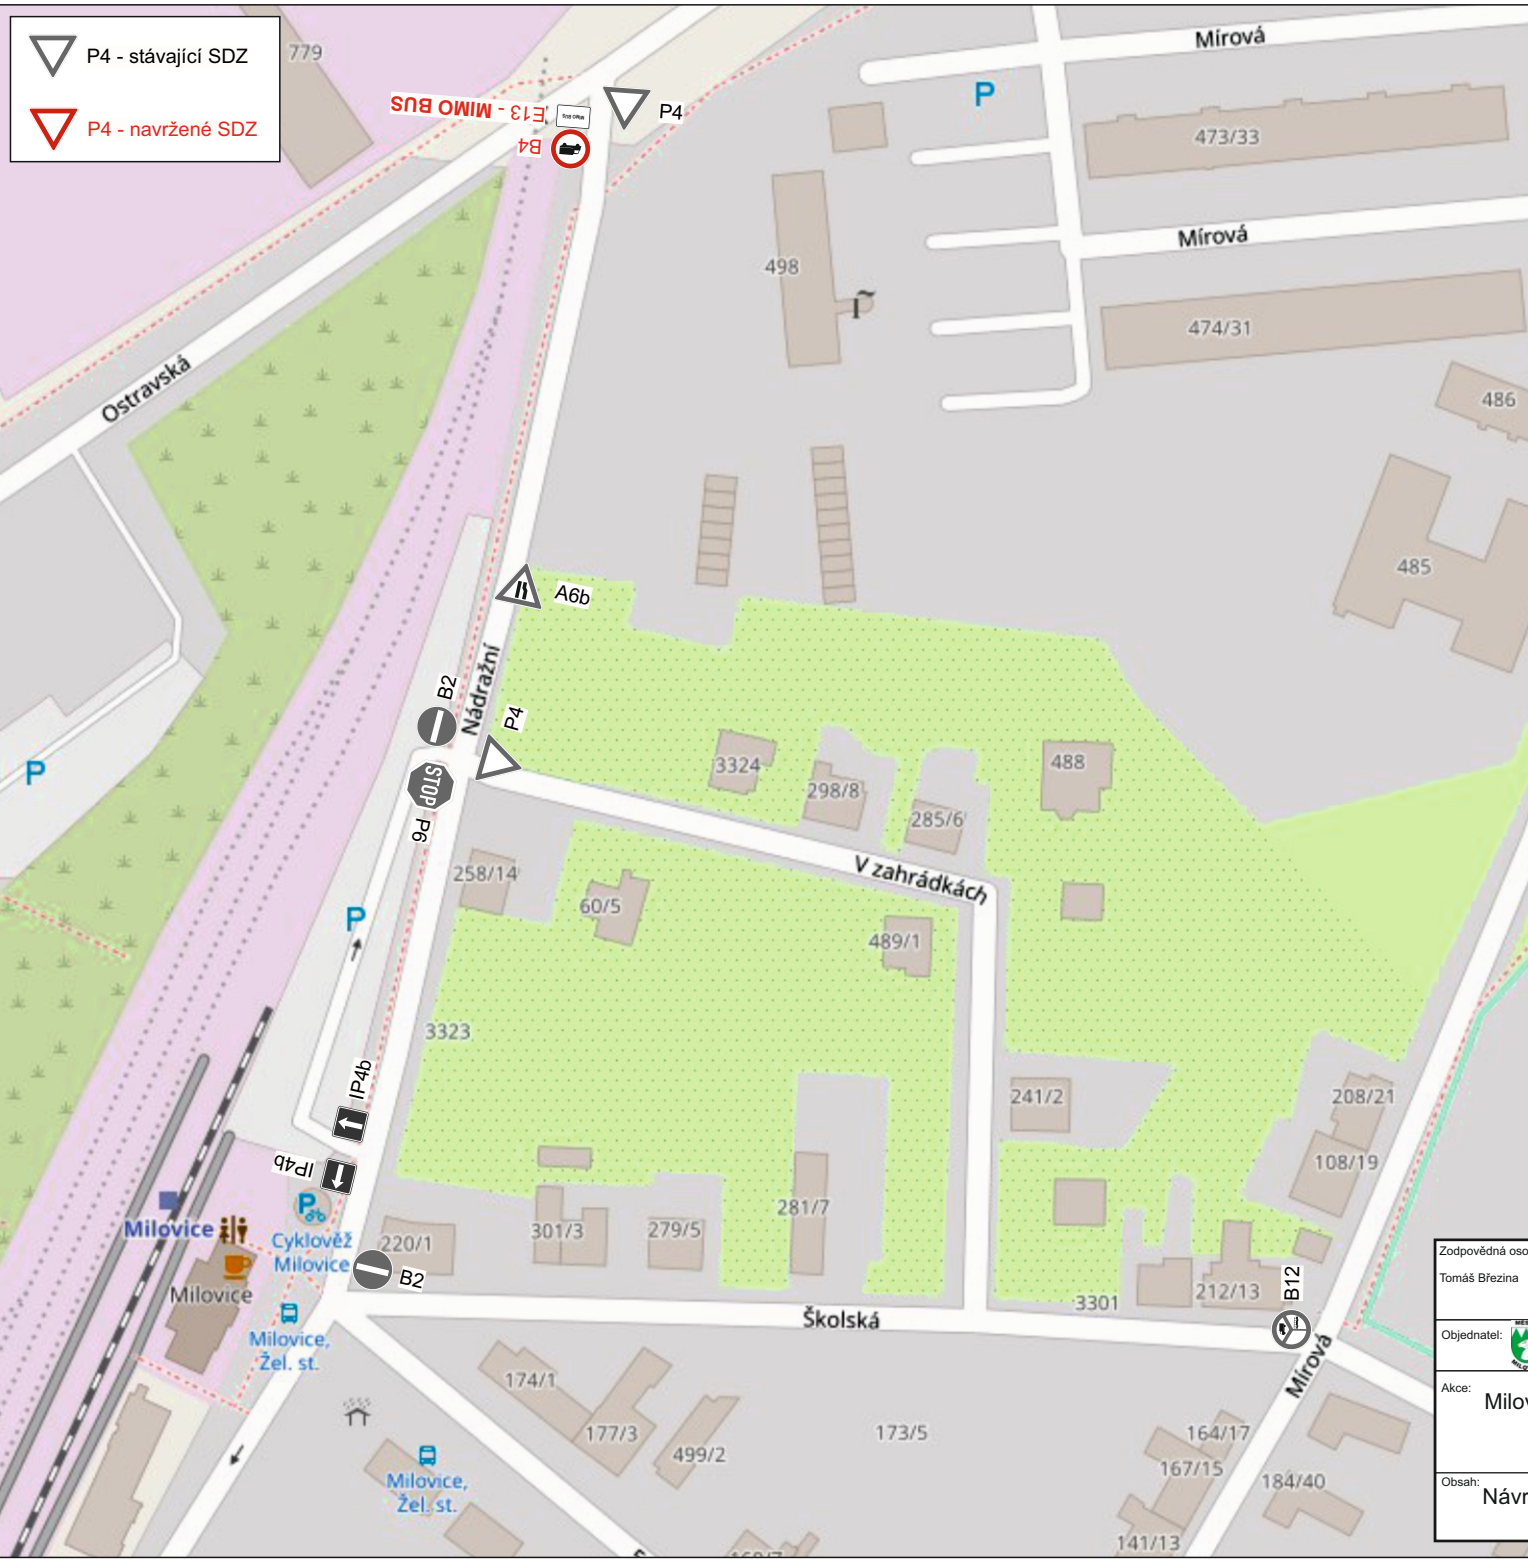 P4 - stávající SDZ
P4 - navržené SDZ
779
E13 - MIMO BUS
MIMO BUS
B4
P4
Mírová
P
473/33
Mírová
498
474/31
486
485
Ostravská
A6b
B2
Nádražní
P4
STOP
P6
P
P
3324
298/8
285/6
488
V zahrádkách
258/14
60/5
489/1
3323
IP4b
IP4b
241/2
208/21
108/19
Milovice
P
Cyklověž
Milovice
Milovice
220/1
B2
301/3
279/5
281/7
3301
212/13
B12
Milovice,
Žel. st.
Školská
Mírová
174/1
177/3
499/2
173/5
164/17
167/15
184/40
141/13
Milovice,
Žel. st.
Zodpovědná oso
Tomáš Březina
Objednatel:
Akce:
Milov
Obsah:
Návr